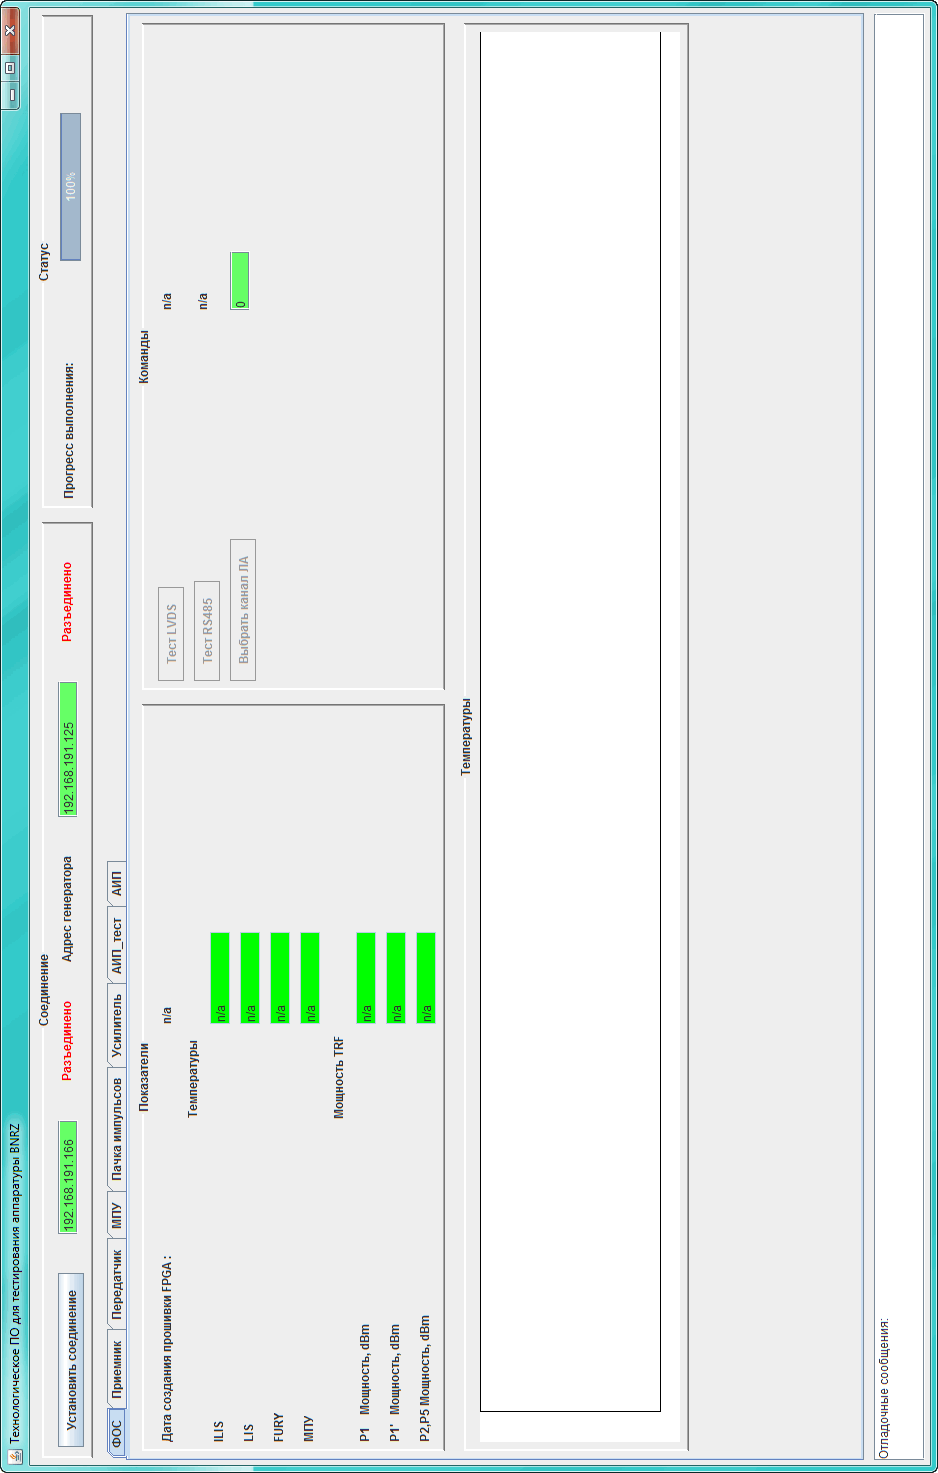 Технологическое ПО для тестирования аппаратуры BNRZ
Соединение
Установить соединение 192.168.191.166 Разъединено Адрес генератора 192.168.191.125 Разъединено
Статус
Прогресс выполнения: 100%
ФОС Приемник Передатчик МПУ Пачка импульсов Усилитель АИП_тест АИП
Показатели
Дата создания прошивки FPGA : n/a
Температуры
ILIS n/a
LIS n/a
FURY n/a
МПУ n/a
Мощность TRF
P1 Мощность, dBm n/a
P1' Мощность, dBm n/a
P2,P5 Мощность, dBm n/a
Команды
Тест LVDS n/a
Тест RS485 n/a
Выбрать канал ЛА 0
Температуры
Отладочные сообщения: